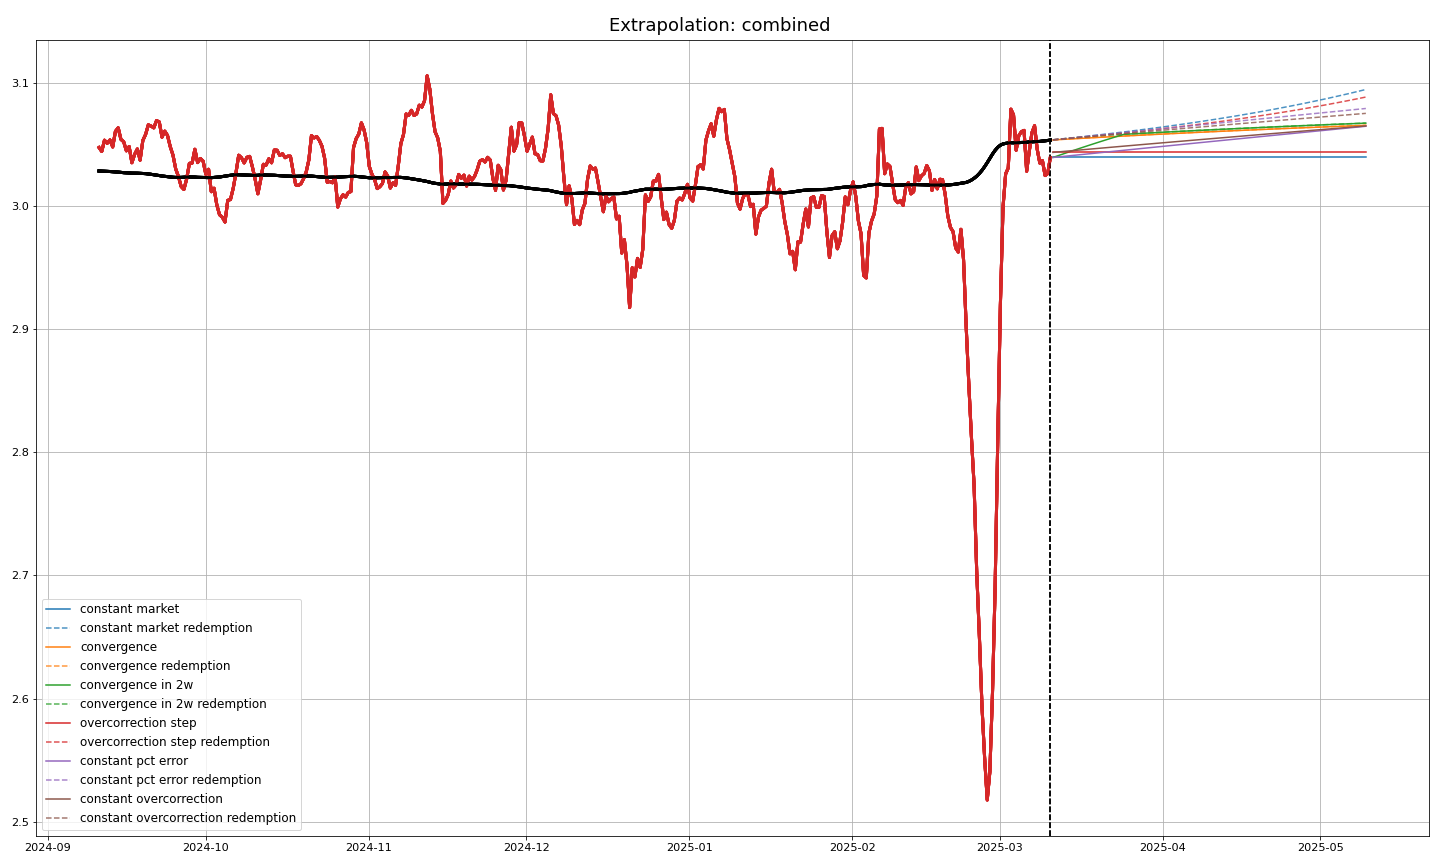 Extrapolation: combined
3.1
3.0
2.9
2.8
2.7
2.6
2.5
constant market
constant market redemption
convergence
convergence redemption
convergence in 2w
convergence in 2w redemption
overcorrection step
overcorrection step redemption
constant pct error
constant pct error redemption
constant overcorrection
constant overcorrection redemption
2024-09 2024-10 2024-11 2024-12 2025-01 2025-02 2025-03 2025-04 2025-05